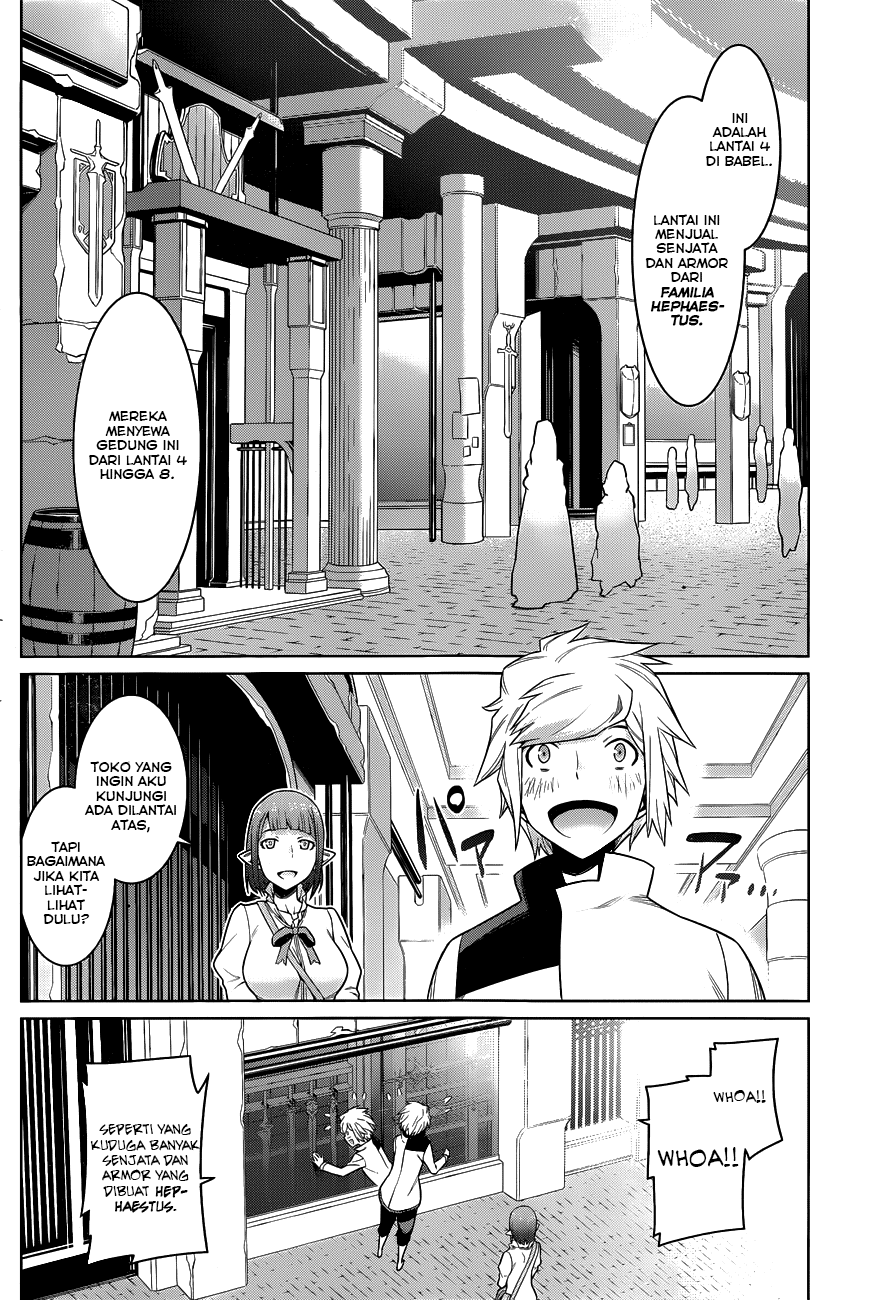 INI
ADALAH
LANTAI 4
DI BABEL.
LANTAI INI
MENJUAL
SENJATA
DAN ARMOR
DARI
FAMILIA
HEPHAES-
TUS.
MEREKA
MENYEWA
GEDUNG INI
DARI LANTAI 4
HINGGA 8.
パァァァ....
TOKO YANG
INGIN AKU
KUNJUNGI
ADA DILANTAI
ATAS,
TAPI
BAGAIMANA
JIKA KITA
LIHAT-
LIHAT
DULU?
WHOA!!
WHOA!!
SEPERTI YANG
KUDUGA BANYAK
SENJATA DAN
ARMOR YANG
DIBUAT HEP-
HAESTUS.